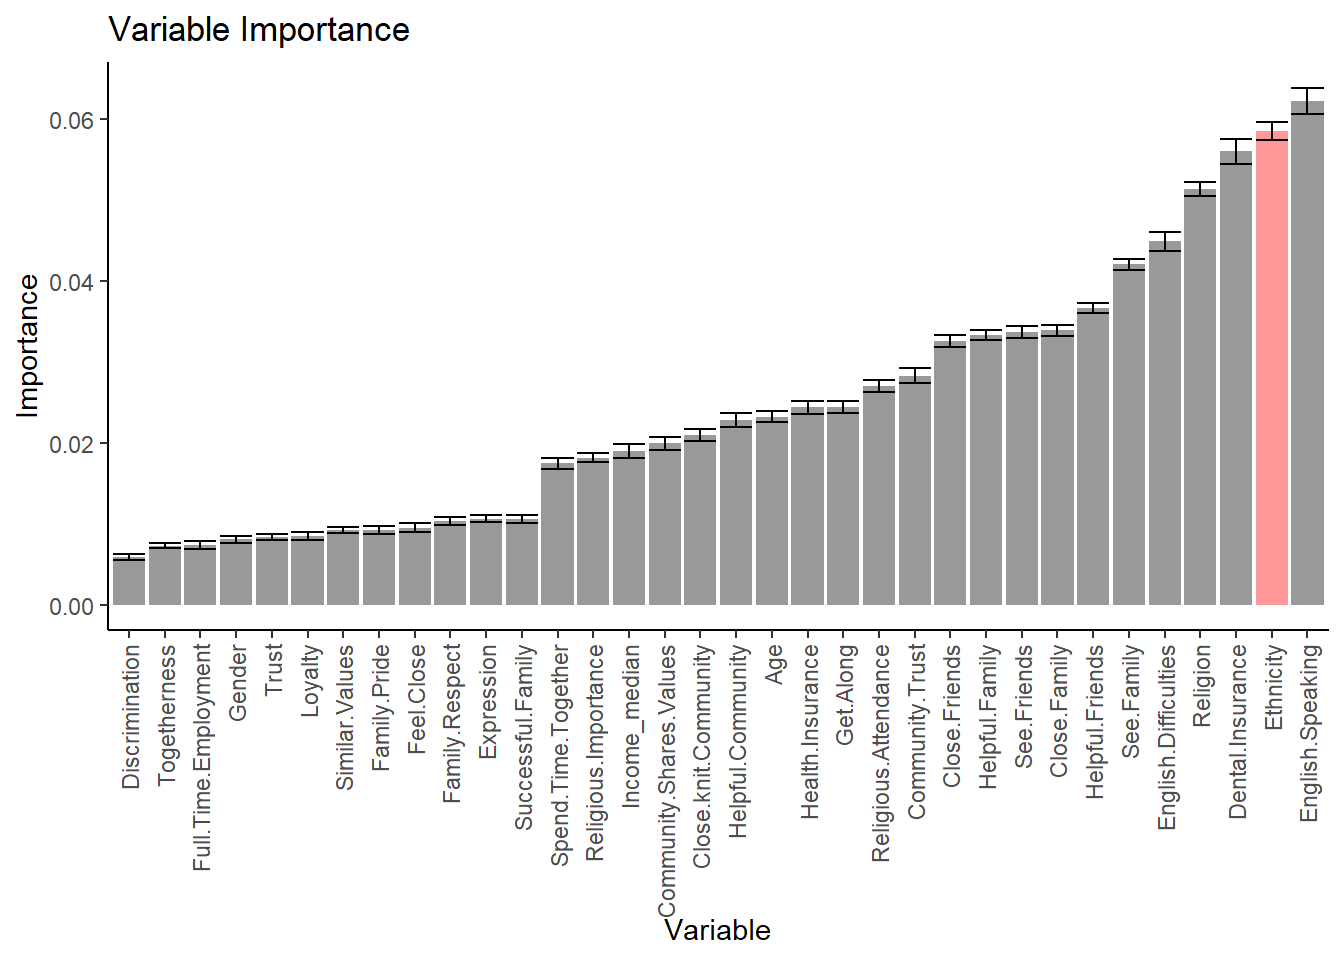 Variable Importance
Importance
0.06
0.04
0.02
0.00
Discrimination
Togetherness
Full.Time.Employment
Gender
Trust
Loyalty
Similar.Values
Family.Pride
Feel.Close
Family.Respect
Expression
Successful.Family
Spend.Time.Together
Religious.Importance
Income_median
Community.Shares.Values
Close.knit.Community
Helpful.Community
Age
Health.Insurance
Get.Along
Religious.Attendance
Community.Trust
Close.Friends
Helpful.Family
See.Friends
Close.Family
Helpful.Friends
See.Family
English.Difficulties
Religion
Dental.Insurance
Ethnicity
English.Speaking
Variable